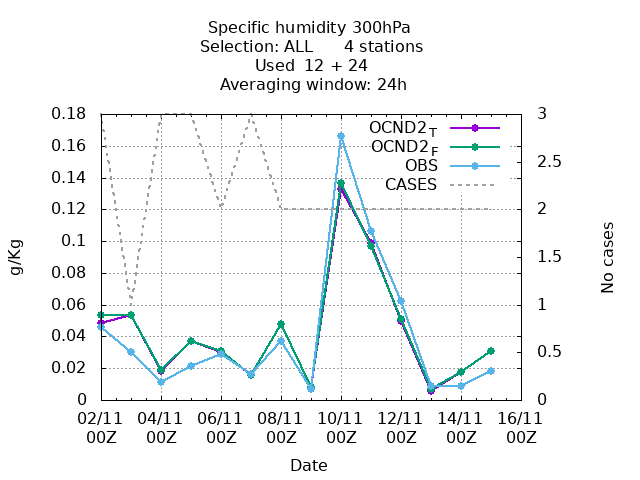 Specific humidity 300hPa
Selection: ALL 4 stations
Used 12 + 24
Averaging window: 24h
OCND2_T
OCND2_F
OBS
CASES
g/Kg
0.18
0.16
0.14
0.12
0.1
0.08
0.06
0.04
0.02
0
3
2.5
2
1.5
1
0.5
0
No cases
02/11 04/11 06/11 08/11 10/11 12/11 14/11 16/11
00Z 00Z 00Z 00Z 00Z 00Z 00Z 00Z
Date